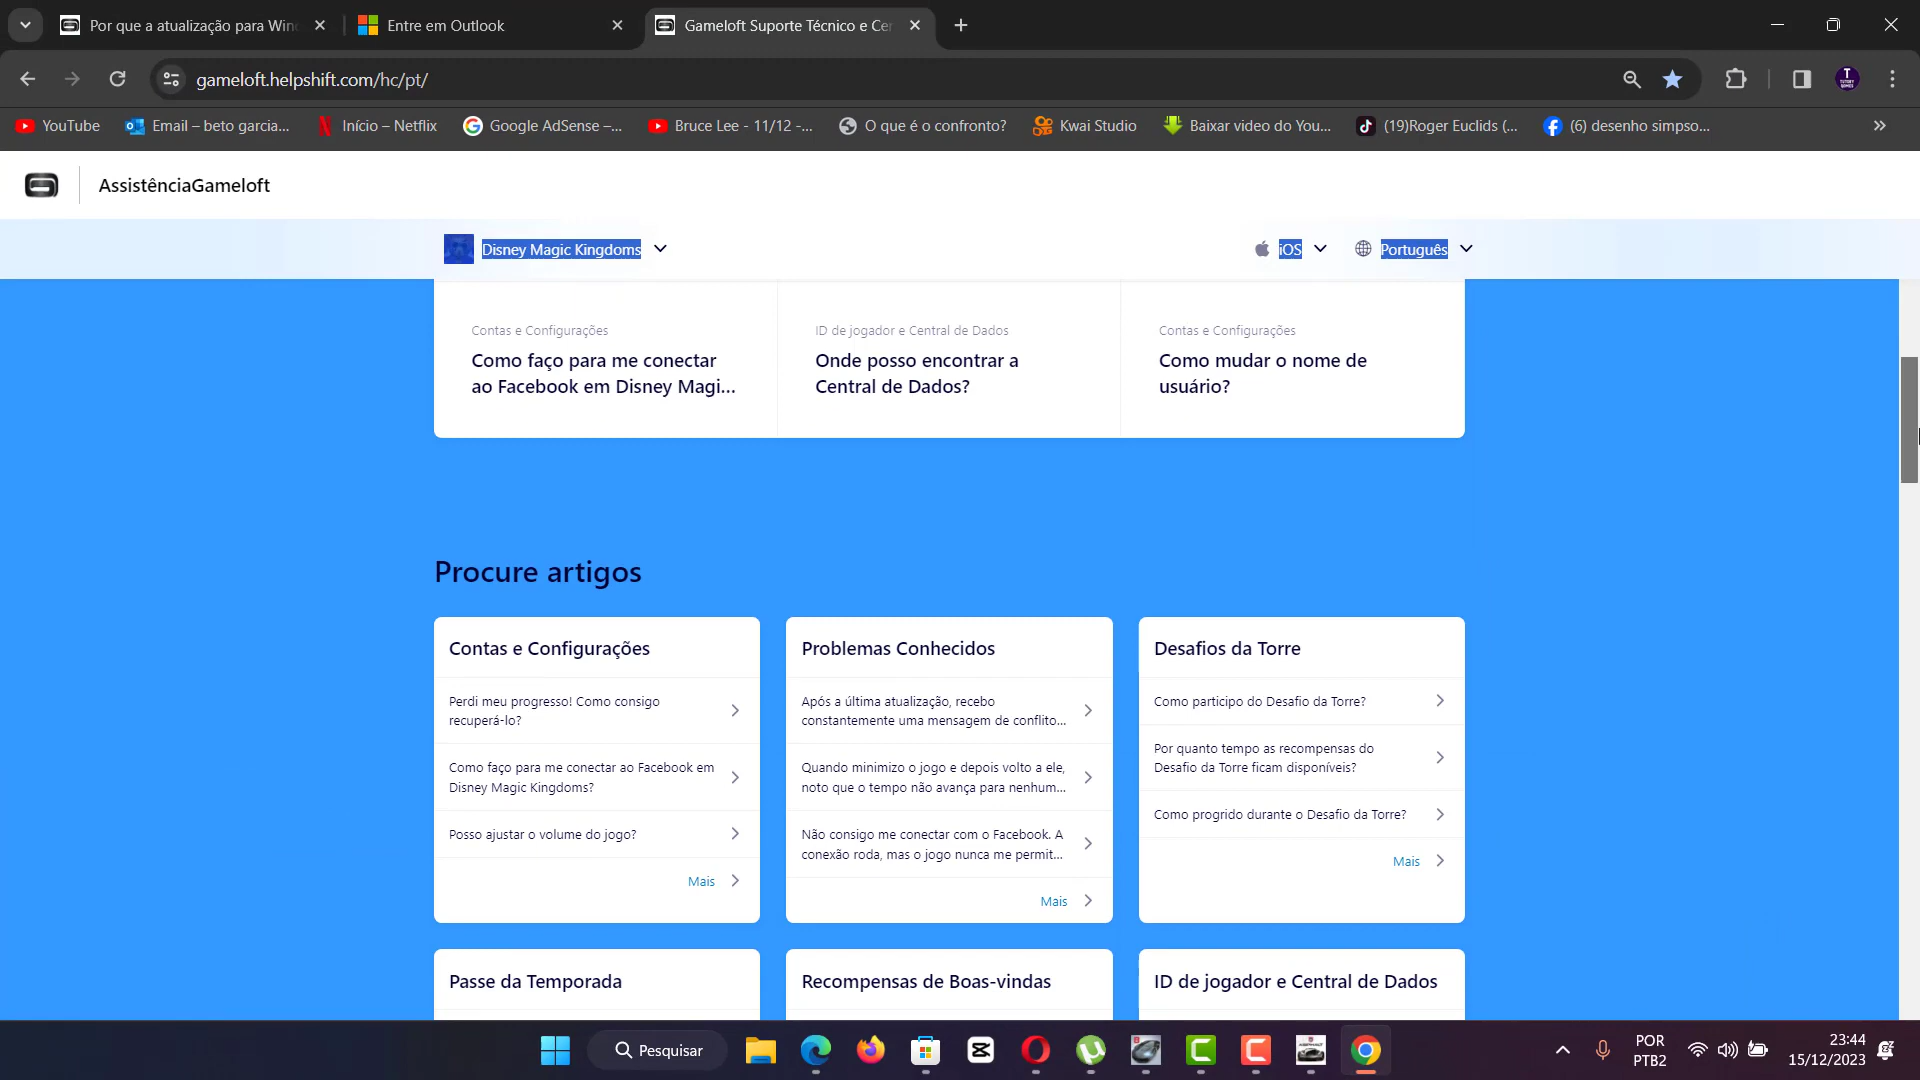 Por que a atualização para Win
Entre em Outlook
Gameloft Suporte Técnico e Cer
gameloft.helpshift.com/hc/pt/
YouTube
Email – beto garcia...
Início – Netflix
Google AdSense –...
Bruce Lee - 11/12 -...
O que é o confronto?
Kwai Studio
Baixar video do You...
(19)Roger Euclids (...
(6) desenho simpso...
AssistênciaGameloft
Disney Magic Kingdoms
iOS
Português
Contas e Configurações
Como faço para me conectar
ao Facebook em Disney Magi...
ID de jogador e Central de Dados
Onde posso encontrar a
Central de Dados?
Contas e Configurações
Como mudar o nome de
usuário?
Procure artigos
Contas e Configurações
Perdi meu progresso! Como consigo
recuperá-lo?
Como faço para me conectar ao Facebook em
Disney Magic Kingdoms?
Posso ajustar o volume do jogo?
Mais
Problemas Conhecidos
Após a última atualização, recebo
constantemente uma mensagem de conflito...
Quando minimizo o jogo e depois volto a ele,
noto que o tempo não avança para nenhum...
Não consigo me conectar com o Facebook. A
conexão roda, mas o jogo nunca me permit...
Mais
Desafios da Torre
Como participo do Desafio da Torre?
Por quanto tempo as recompensas do
Desafio da Torre ficam disponíveis?
Como progrido durante o Desafio da Torre?
Mais
Passe da Temporada
Recompensas de Boas-vindas
ID de jogador e Central de Dados
Pesquisar
POR
PTB2
23:44
15/12/2023